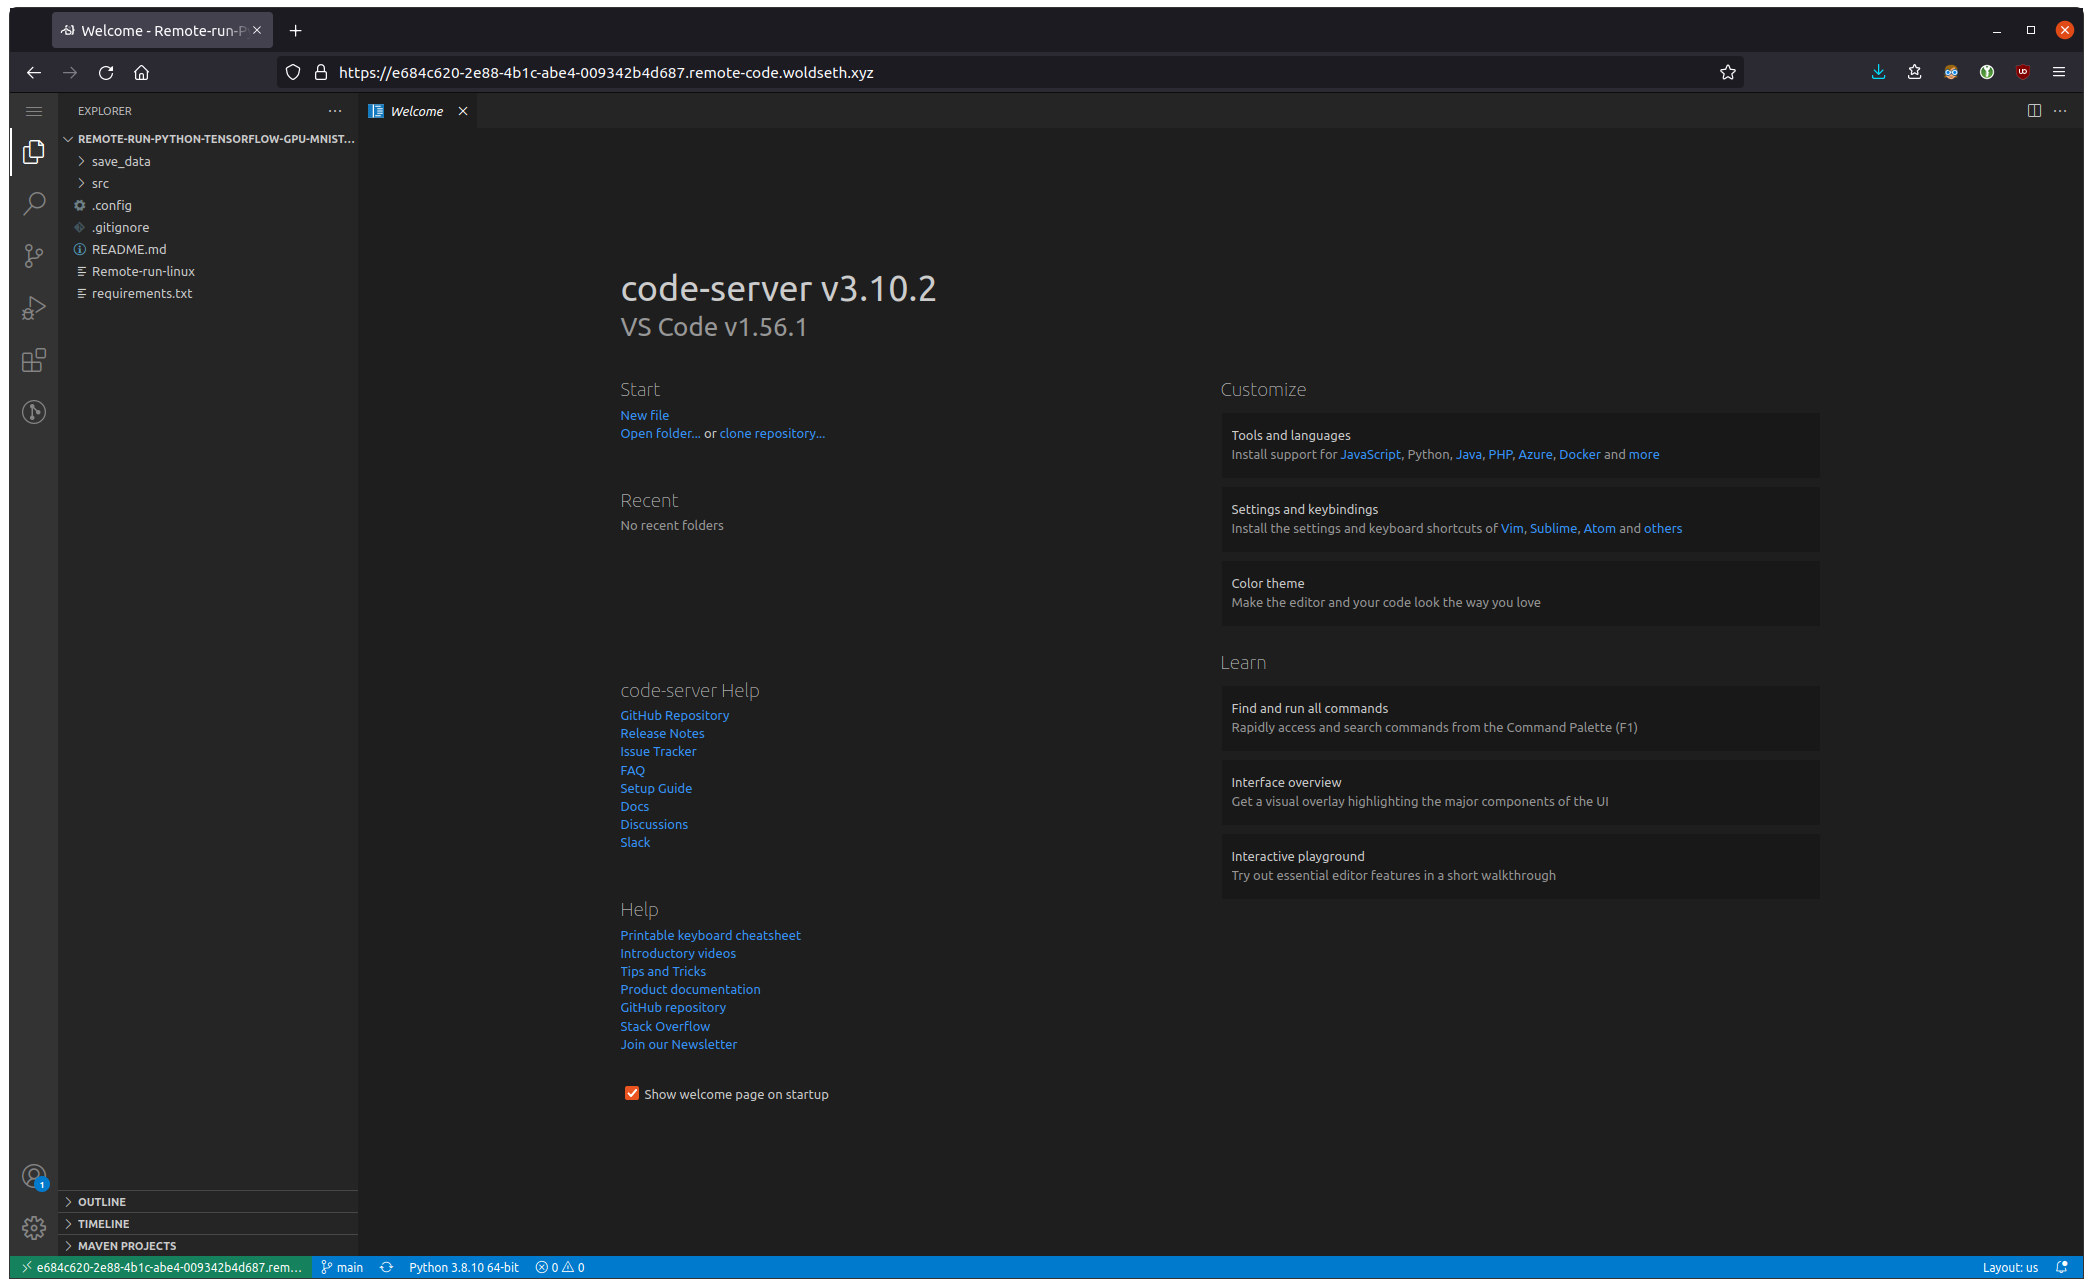 Welcome - Remote-run-P
https://e684c620-2e88-4b1c-abe4-009342b4d687.remote-code.woldseth.xyz
EXPLORER
Welcome
REMOTE-RUN-PYTHON-TENSORFLOW-GPU-MNIST...
save_data
src
.config
.gitignore
README.md
Remote-run-linux
requirements.txt
code-server v3.10.2
VS Code v1.56.1
Start
New file
Open folder... or clone repository...
Recent
No recent folders
code-server Help
GitHub Repository
Release Notes
Issue Tracker
FAQ
Setup Guide
Docs
Discussions
Slack
Help
Printable keyboard cheatsheet
Introductory videos
Tips and Tricks
Product documentation
GitHub repository
Stack Overflow
Join our Newsletter
Show welcome page on startup
Customize
Tools and languages
Install support for JavaScript, Python, Java, PHP, Azure, Docker and more
Settings and keybindings
Install the settings and keyboard shortcuts of Vim, Sublime, Atom and others
Color theme
Make the editor and your code look the way you love
Learn
Find and run all commands
Rapidly access and search commands from the Command Palette (F1)
Interface overview
Get a visual overlay highlighting the major components of the UI
Interactive playground
Try out essential editor features in a short walkthrough
1
OUTLINE
TIMELINE
MAVEN PROJECTS
e684c620-2e88-4b1c-abe4-009342b4d687.rem... main Python 3.8.10 64-bit 0 0 Layout: us